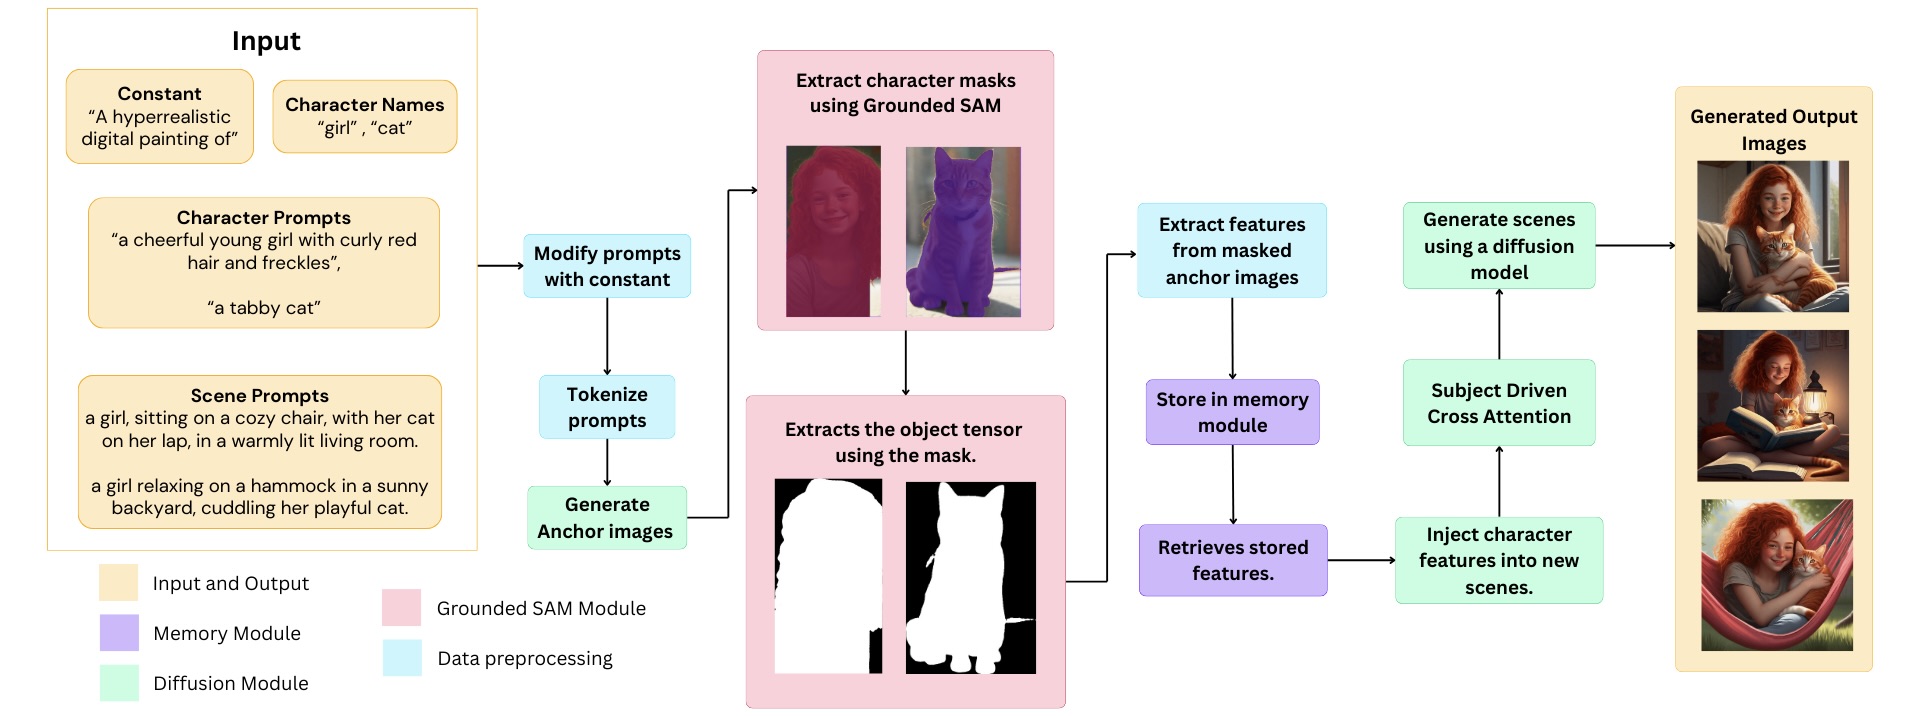 Input
Constant
“A hyperrealistic
digital painting of”
Character Names
“girl” , “cat”
Character Prompts
“a cheerful young girl with curly red
hair and freckles”,
“a tabby cat”
Scene Prompts
a girl, sitting on a cozy chair, with her cat
on her lap, in a warmly lit living room.
a girl relaxing on a hammock in a sunny
backyard, cuddling her playful cat.
Modify prompts
with constant
Tokenize
prompts
Generate
Anchor images
Extract character masks
using Grounded SAM
Extracts the object tensor
using the mask.
Extract features
from masked
anchor images
Store in memory
module
Retrieves stored
features.
Inject character
features into new
scenes.
Subject Driven
Cross Attention
Generate scenes
using a diffusion
model
Generated Output
Images
Input and Output
Memory Module
Diffusion Module
Grounded SAM Module
Data preprocessing